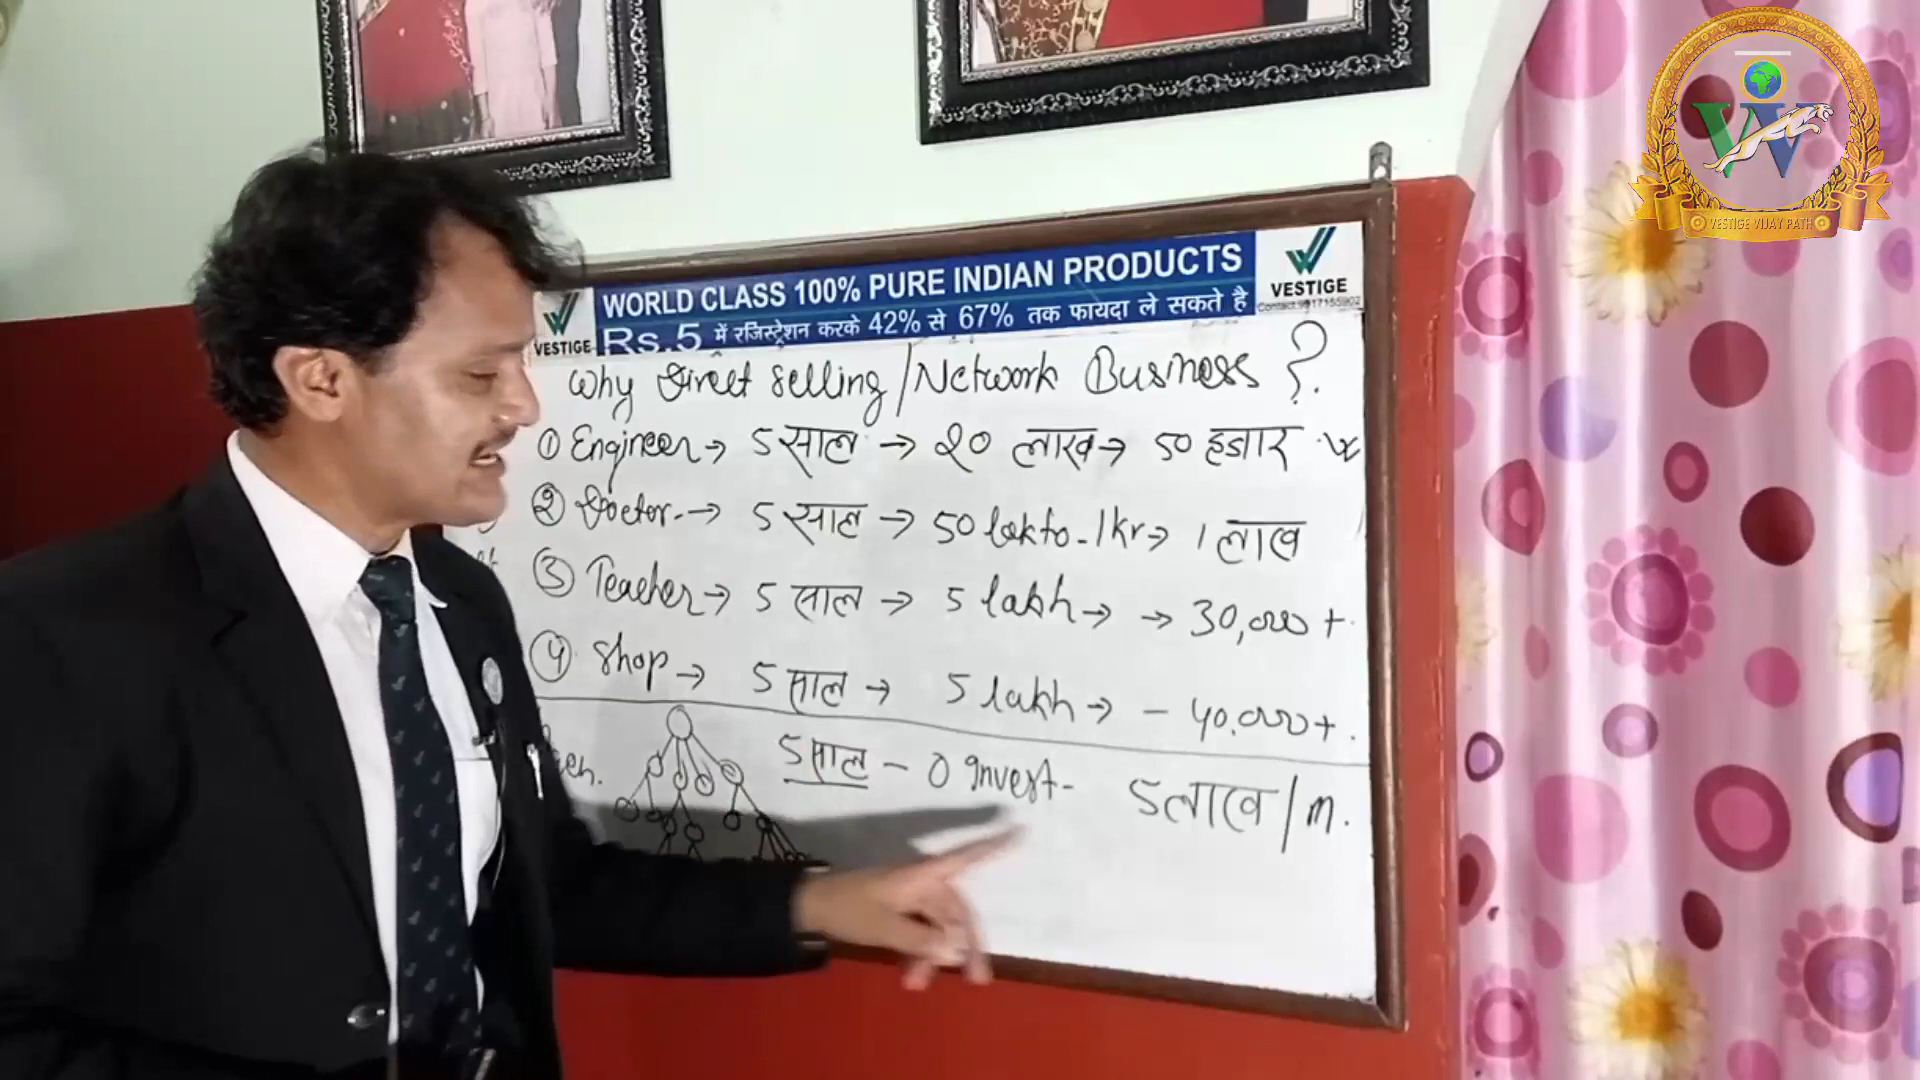 VESTIGE VIJAY PATH
WORLD CLASS 100% PURE INDIAN PRODUCTS
Rs.5 में रजिस्ट्रेशन करके 42% से 67% तक फायदा ले सकते है
VESTIGE
VESTIGE
Why Direct Selling/Network Business ?
① Engineer → 5 साल → २० लाख → 50 हजार
② Doctor → 5 साल → 50 lakh to - 1 kr → 1 लाख
③ Teacher → 5 साल → 5 lakh → → 30,000 +
④ Shop → 5 साल → 5 lakh → - 40,000 +.
5 साल - 0 Invest - 5 लाख/m.